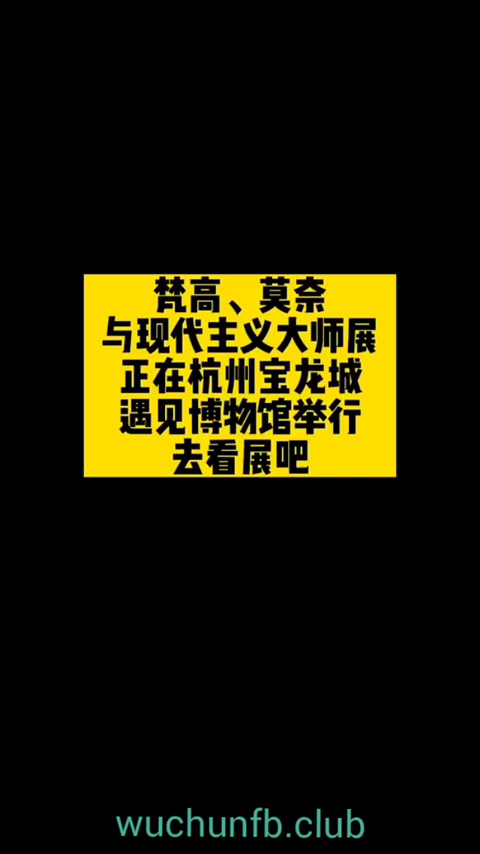 梵高、莫奈
与现代主义大师展
正在杭州宝龙城
遇见博物馆举行
去看展吧
wuchunfb.club